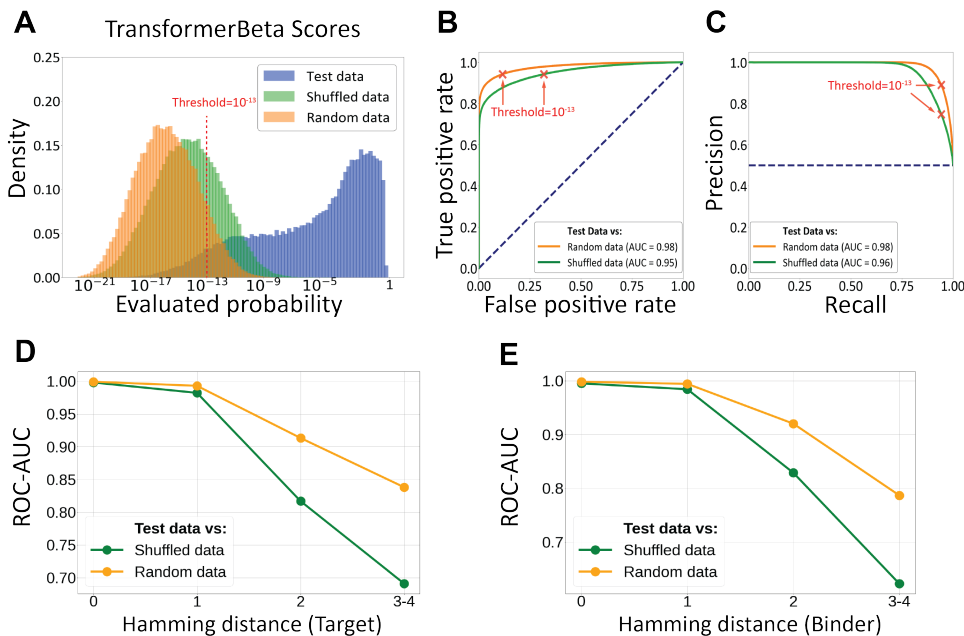 A
TransformerBeta Scores
0.25
0.20
0.15
0.10
0.05
0.00
Density
Test data
Shuffled data
Random data
Threshold=10⁻¹³
10⁻²¹ 10⁻¹⁷ 10⁻¹³ 10⁻⁹ 10⁻⁵ 1
Evaluated probability
B
1.0
0.8
0.6
0.4
0.2
0.0
True positive rate
Threshold=10⁻¹³
Test Data vs:
Random data (AUC = 0.98)
Shuffled data (AUC = 0.95)
0.00 0.25 0.50 0.75 1.00
False positive rate
C
1.0
0.8
0.6
0.4
0.2
0.0
Precision
Threshold=10⁻¹³
Test Data vs:
Random data (AUC = 0.98)
Shuffled data (AUC = 0.96)
0.00 0.25 0.50 0.75 1.00
Recall
D
1.00
0.95
0.90
0.85
0.80
0.75
0.70
ROC-AUC
Test data vs:
Shuffled data
Random data
0 1 2 3-4
Hamming distance (Target)
E
1.0
0.9
0.8
0.7
ROC-AUC
Test data vs:
Shuffled data
Random data
0 1 2 3-4
Hamming distance (Binder)